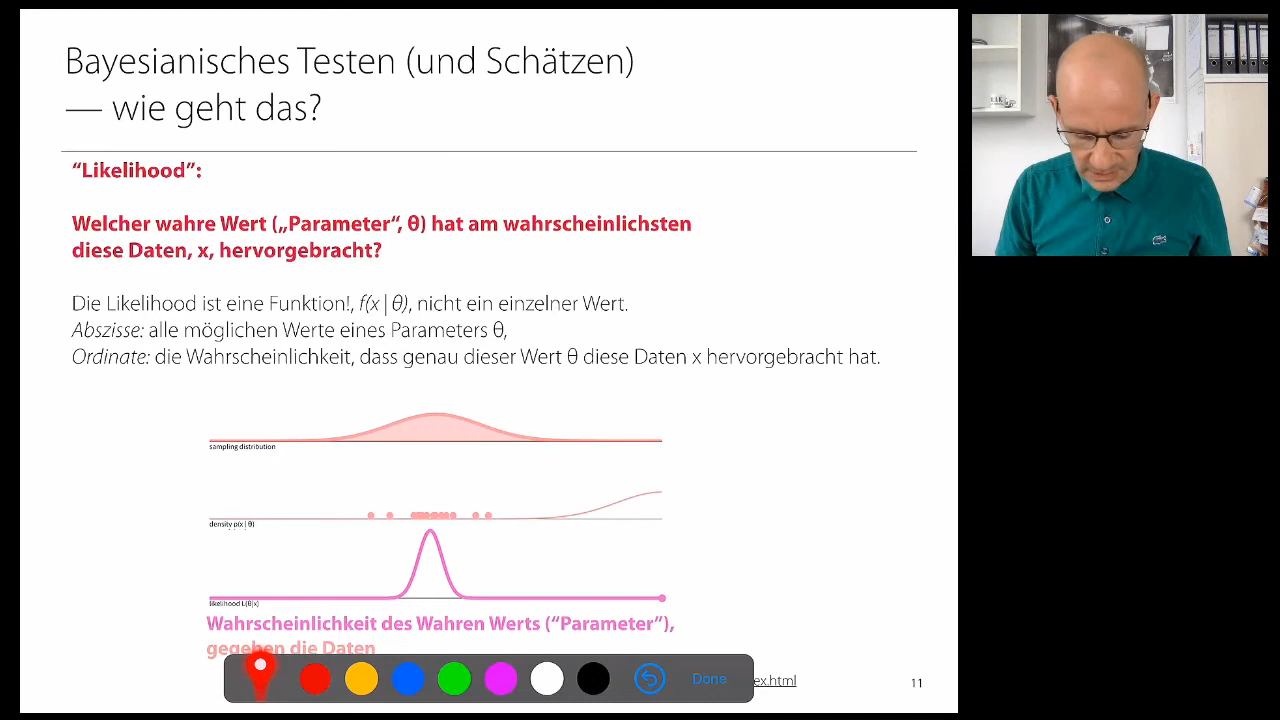 Bayesianisches Testen (und Schätzen)
— wie geht das?
“Likelihood”:
Welcher wahre Wert („Parameter“, θ) hat am wahrscheinlichsten
diese Daten, x, hervorgebracht?
Die Likelihood ist eine Funktion!, f(x | θ), nicht ein einzelner Wert.
Abszisse: alle möglichen Werte eines Parameters θ,
Ordinate: die Wahrscheinlichkeit, dass genau dieser Wert θ diese Daten x hervorgebracht hat.
sampling distribution
density p(x | θ)
likelihood L(θ|x)
Wahrscheinlichkeit des Wahren Werts (“Parameter”),
gegeben die Daten
Done
ex.html
11